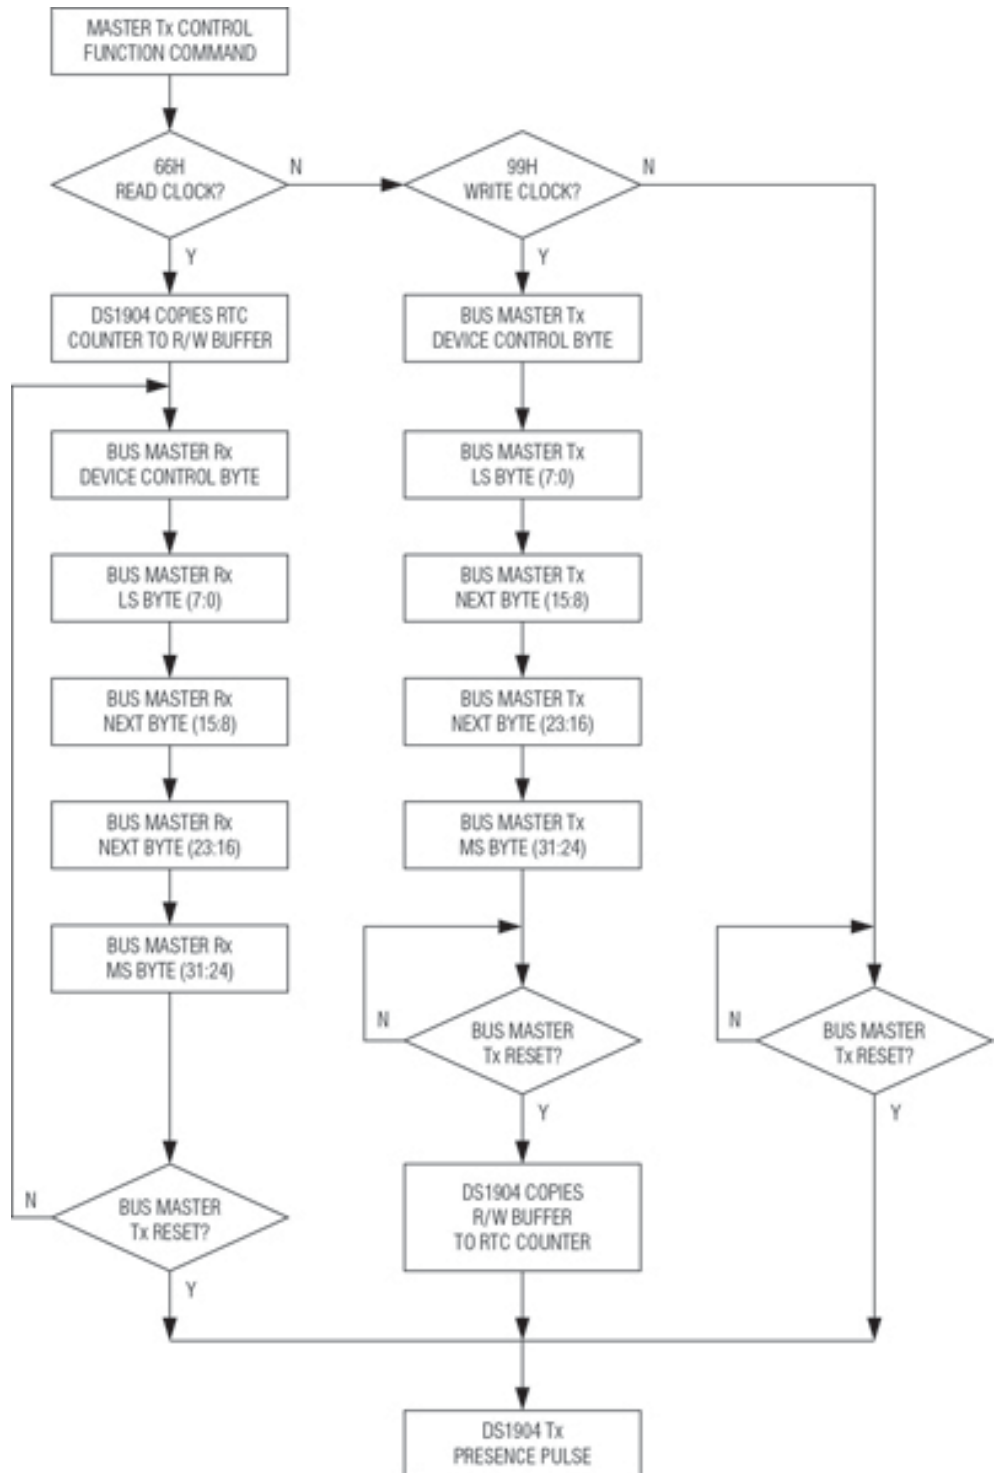 MASTER Tx CONTROL
FUNCTION COMMAND
66H
READ CLOCK?
N
Y
99H
WRITE CLOCK?
N
Y
DS1904 COPIES RTC
COUNTER TO R/W BUFFER
BUS MASTER Rx
DEVICE CONTROL BYTE
BUS MASTER Rx
LS BYTE (7:0)
BUS MASTER Rx
NEXT BYTE (15:8)
BUS MASTER Rx
NEXT BYTE (23:16)
BUS MASTER Rx
MS BYTE (31:24)
BUS MASTER
Tx RESET?
N
Y
BUS MASTER Tx
DEVICE CONTROL BYTE
BUS MASTER Tx
LS BYTE (7:0)
BUS MASTER Tx
NEXT BYTE (15:8)
BUS MASTER Tx
NEXT BYTE (23:16)
BUS MASTER Tx
MS BYTE (31:24)
N
BUS MASTER
Tx RESET?
Y
DS1904 COPIES
R/W BUFFER
TO RTC COUNTER
N
BUS MASTER
Tx RESET?
Y
DS1904 Tx
PRESENCE PULSE